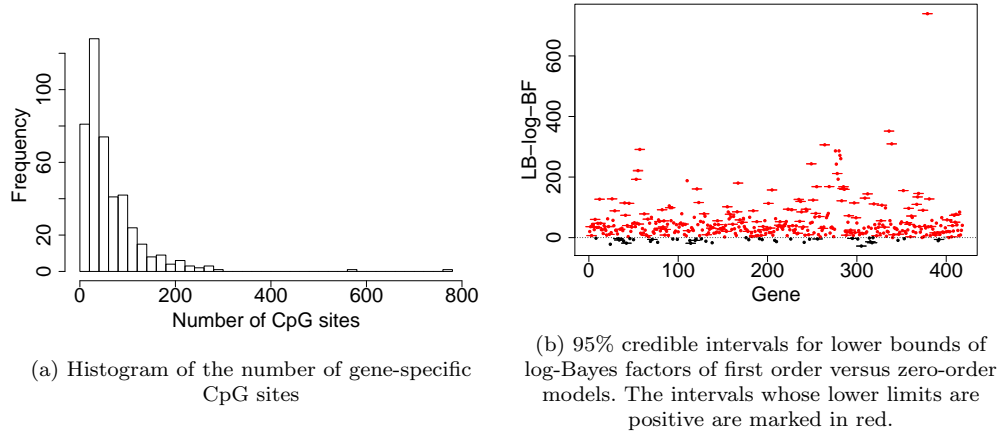 100
60
20
0
Frequency
0
200
400
600
800
Number of CpG sites
(a) Histogram of the number of gene-specific
CpG sites
600
400
200
0
LB−log−BF
0
100
200
300
400
Gene
(b) 95% credible intervals for lower bounds of
log-Bayes factors of first order versus zero-order
models. The intervals whose lower limits are
positive are marked in red.